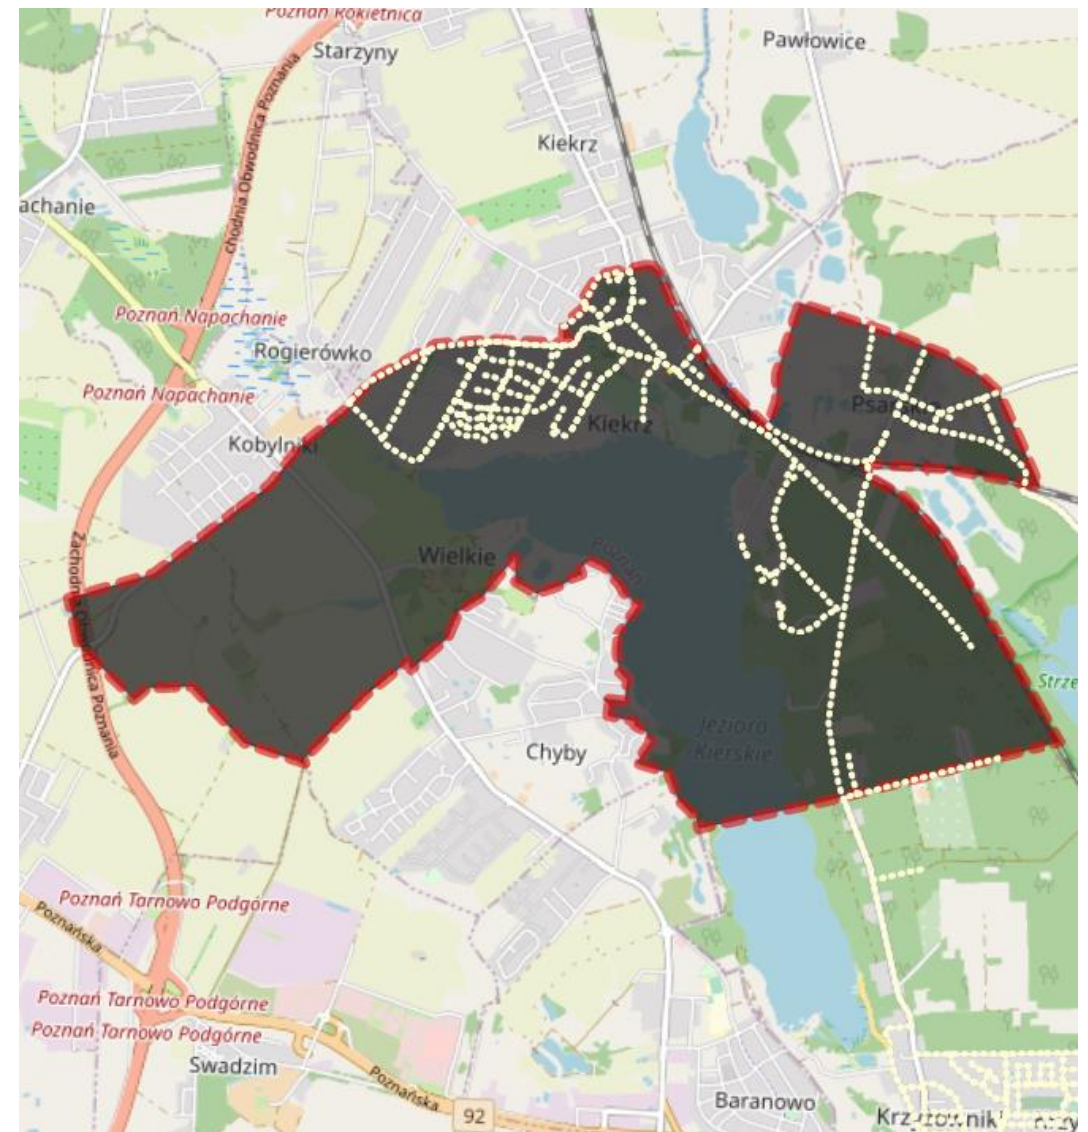 Poznań Rokietnica
Starzyny
Pawłowice
Kiekrz
achanie
chodnia Obwodnica Poznania
Poznań Napachanie
Rogierówko
Poznań Napachanie
Kobylniki
Kiekrz
Wielkie
Poznań
Zachodnia Obwodnica Poznania
Strze
Jezioro
Kierskie
Chyby
Poznań Tarnowo Podgórne
Poznańska
Poznań Tarnowo Podgórne
Poznań Tarnowo Podgórne
Swadzim
Poznańska
92
Baranowo